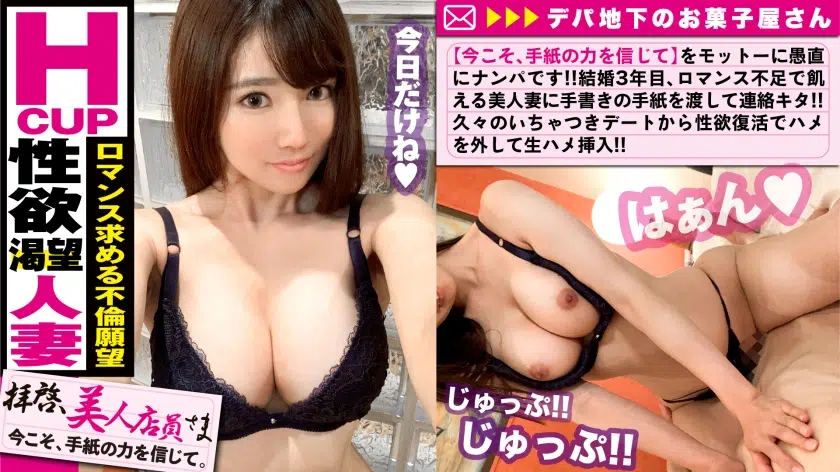 H
CUP
性欲
渇望
人妻
ロマンス求める不倫願望
拝啓、美人店員さま
今こそ、手紙の力を信じて。
今日だけね♥
▶▶▶デパ地下のお菓子屋さん
【今こそ、手紙の力を信じて】をモットーに愚直
にナンパです!!結婚3年目、ロマンス不足で飢
える美人妻に手書きの手紙を渡して連絡キタ!!
久々のいちゃつきデートから性欲復活でハメ
を外して生ハメ挿入!!
はぁん♥
じゅっぷ!!
じゅっぷ!!